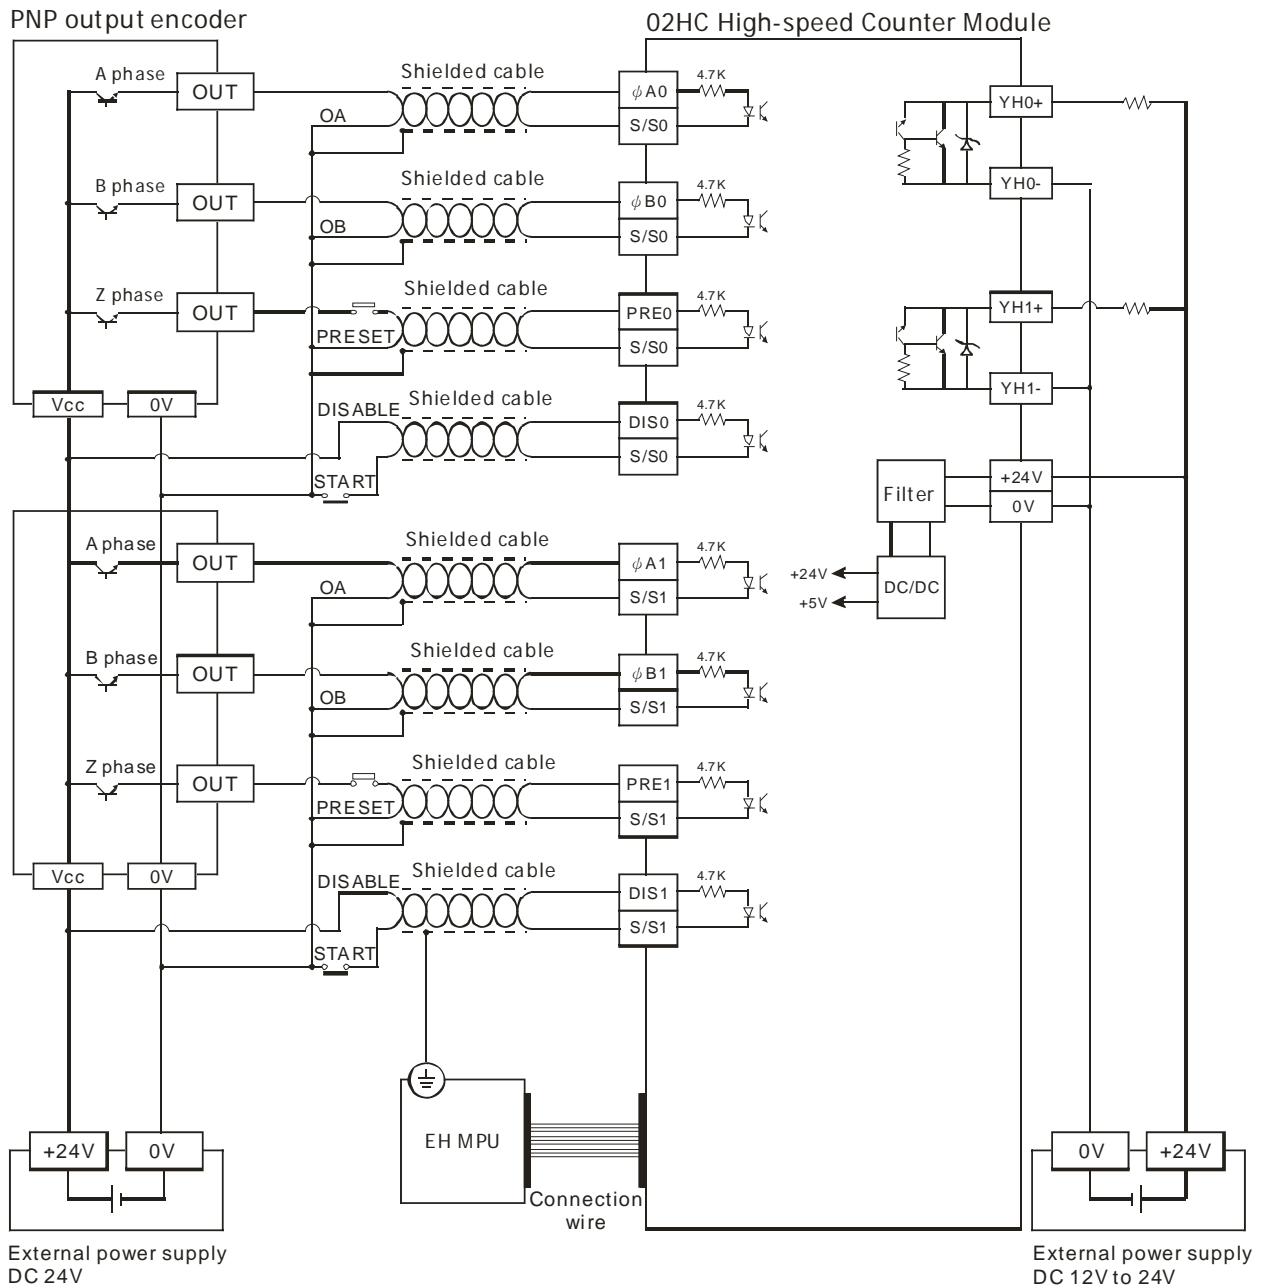 PNP output encoder
02HC High-speed Counter Module
A phase
OUT
Shielded cable
OA
φA0
S/S0
4.7K
YH0+
B phase
OUT
Shielded cable
OB
φB0
S/S0
4.7K
YH0-
Z phase
OUT
Shielded cable
PRESET
PRE0
S/S0
4.7K
YH1+
YH1-
Vcc
0V
DISABLE
Shielded cable
START
DIS0
S/S0
4.7K
Filter
+24V
0V
A phase
OUT
Shielded cable
OA
φA1
S/S1
4.7K
+24V
+5V
DC/DC
B phase
OUT
Shielded cable
OB
φB1
S/S1
4.7K
Z phase
OUT
Shielded cable
PRESET
PRE1
S/S1
4.7K
Vcc
0V
DISABLE
Shielded cable
START
DIS1
S/S1
4.7K
EH MPU
Connection
wire
+24V
0V
External power supply
DC 24V
0V
+24V
External power supply
DC 12V to 24V